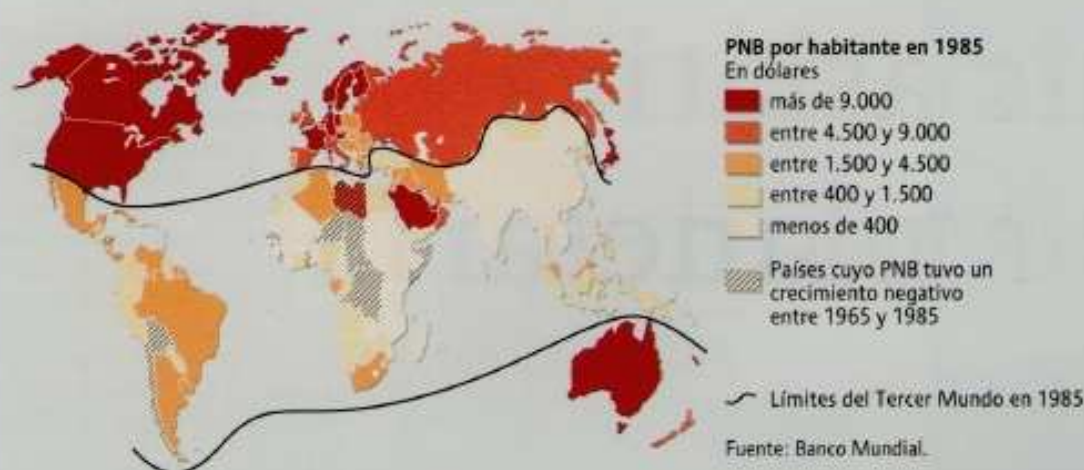 PNB por habitante en 1985
En dólares
más de 9.000
entre 4.500 y 9.000
entre 1.500 y 4.500
entre 400 y 1.500
menos de 400
Países cuyo PNB tuvo un
crecimiento negativo
entre 1965 y 1985
Límites del Tercer Mundo en 1985
Fuente: Banco Mundial.